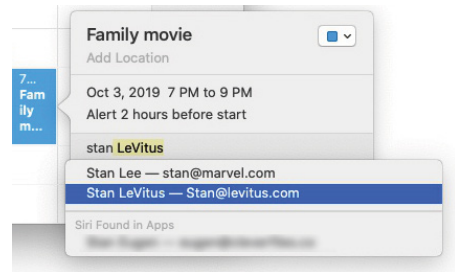 Family movie
Add Location
7...
Fam
ily
m...
Oct 3, 2019 7 PM to 9 PM
Alert 2 hours before start
stan LeVitus
Stan Lee — stan@marvel.com
Stan LeVitus — Stan@levitus.com
Siri Found in Apps